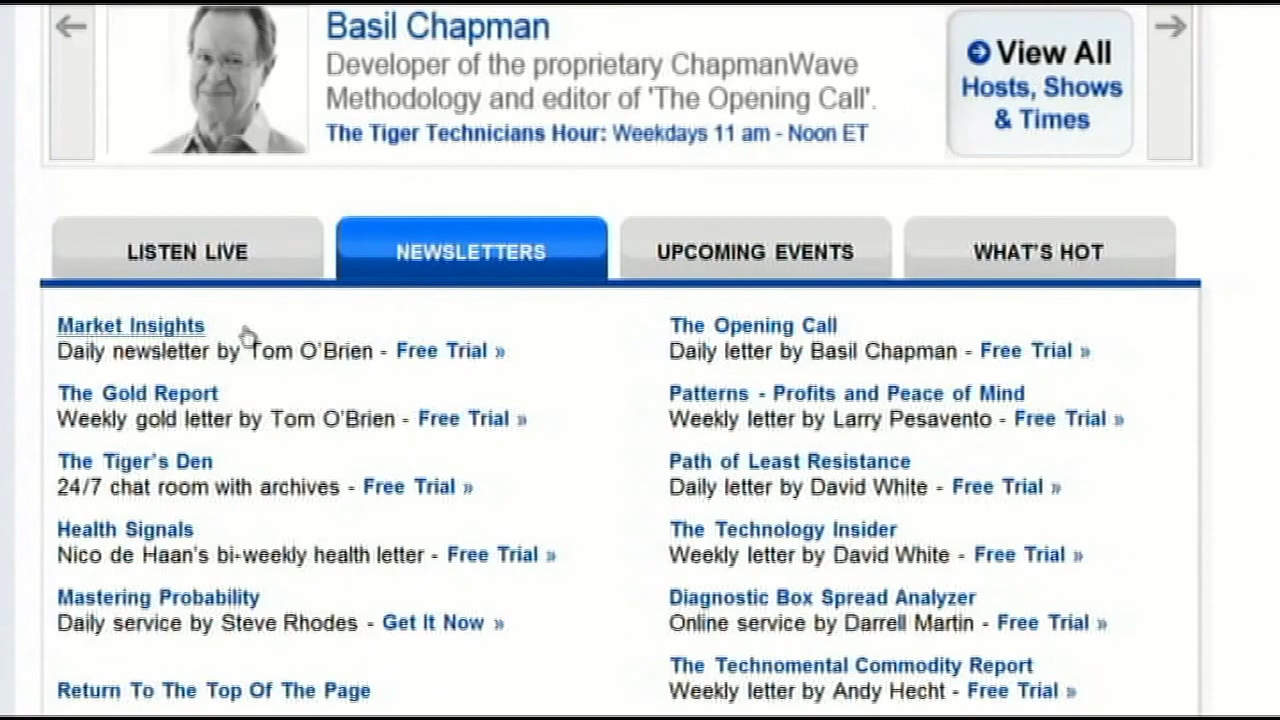 Basil Chapman
Developer of the proprietary ChapmanWave
Methodology and editor of 'The Opening Call'.
The Tiger Technicians Hour: Weekdays 11 am - Noon ET
View All
Hosts, Shows
& Times
LISTEN LIVE
NEWSLETTERS
UPCOMING EVENTS
WHAT'S HOT
Market Insights
Daily newsletter by Tom O'Brien - Free Trial »
The Gold Report
Weekly gold letter by Tom O'Brien - Free Trial »
The Tiger's Den
24/7 chat room with archives - Free Trial »
Health Signals
Nico de Haan's bi-weekly health letter - Free Trial »
Mastering Probability
Daily service by Steve Rhodes - Get It Now »
Return To The Top Of The Page
The Opening Call
Daily letter by Basil Chapman - Free Trial »
Patterns - Profits and Peace of Mind
Weekly letter by Larry Pesavento - Free Trial »
Path of Least Resistance
Daily letter by David White - Free Trial »
The Technology Insider
Weekly letter by David White - Free Trial »
Diagnostic Box Spread Analyzer
Online service by Darrell Martin - Free Trial »
The Technomental Commodity Report
Weekly letter by Andy Hecht - Free Trial »